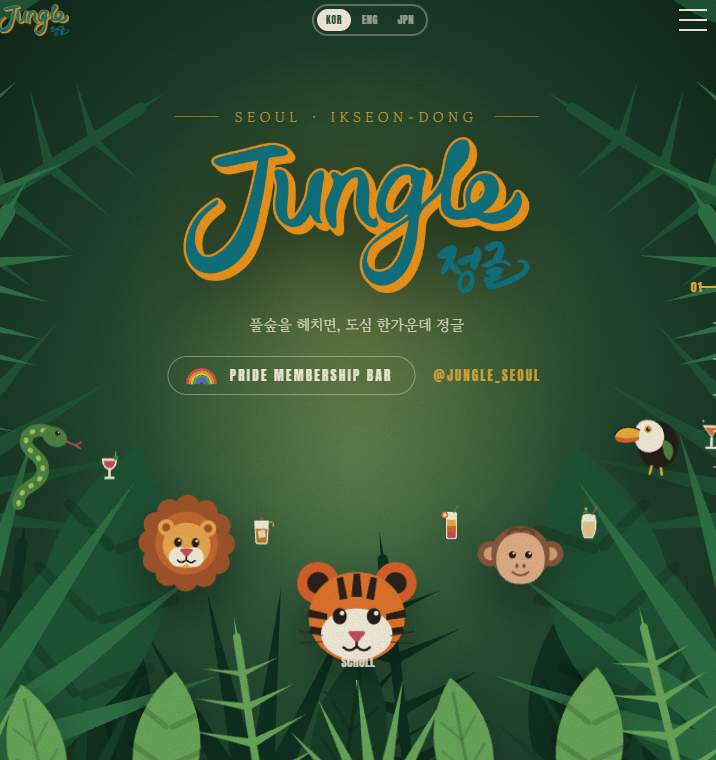 Jungle
정글
KOR ENG JPN
SEOUL · IKSEON-DONG
Jungle
정글
01
풀숲을 헤치면, 도심 한가운데 정글
PRIDE MEMBERSHIP BAR
@JUNGLE_SEOUL
SCROLL